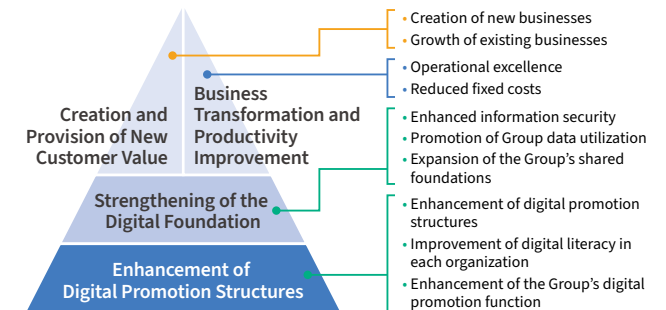 Creation and
Provision of New
Customer Value
Business
Transformation and
Productivity
Improvement
Strengthening of the
Digital Foundation
Enhancement of
Digital Promotion Structures
• Creation of new businesses
• Growth of existing businesses
• Operational excellence
• Reduced fixed costs
• Enhanced information security
• Promotion of Group data utilization
• Expansion of the Group’s shared
foundations
• Enhancement of digital promotion
structures
• Improvement of digital literacy in
each organization
• Enhancement of the Group’s digital
promotion function